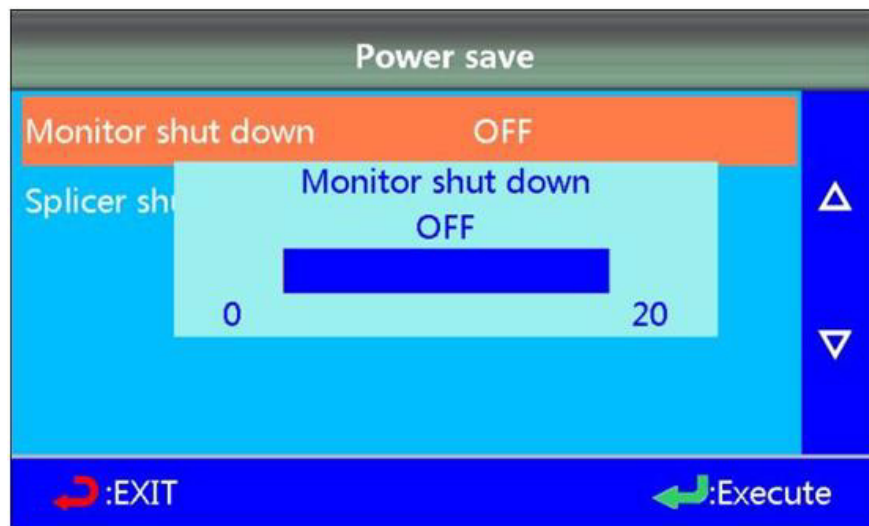 Power save
Monitor shut down OFF
Splicer shu
Monitor shut down
OFF
0 20
:EXIT :Execute